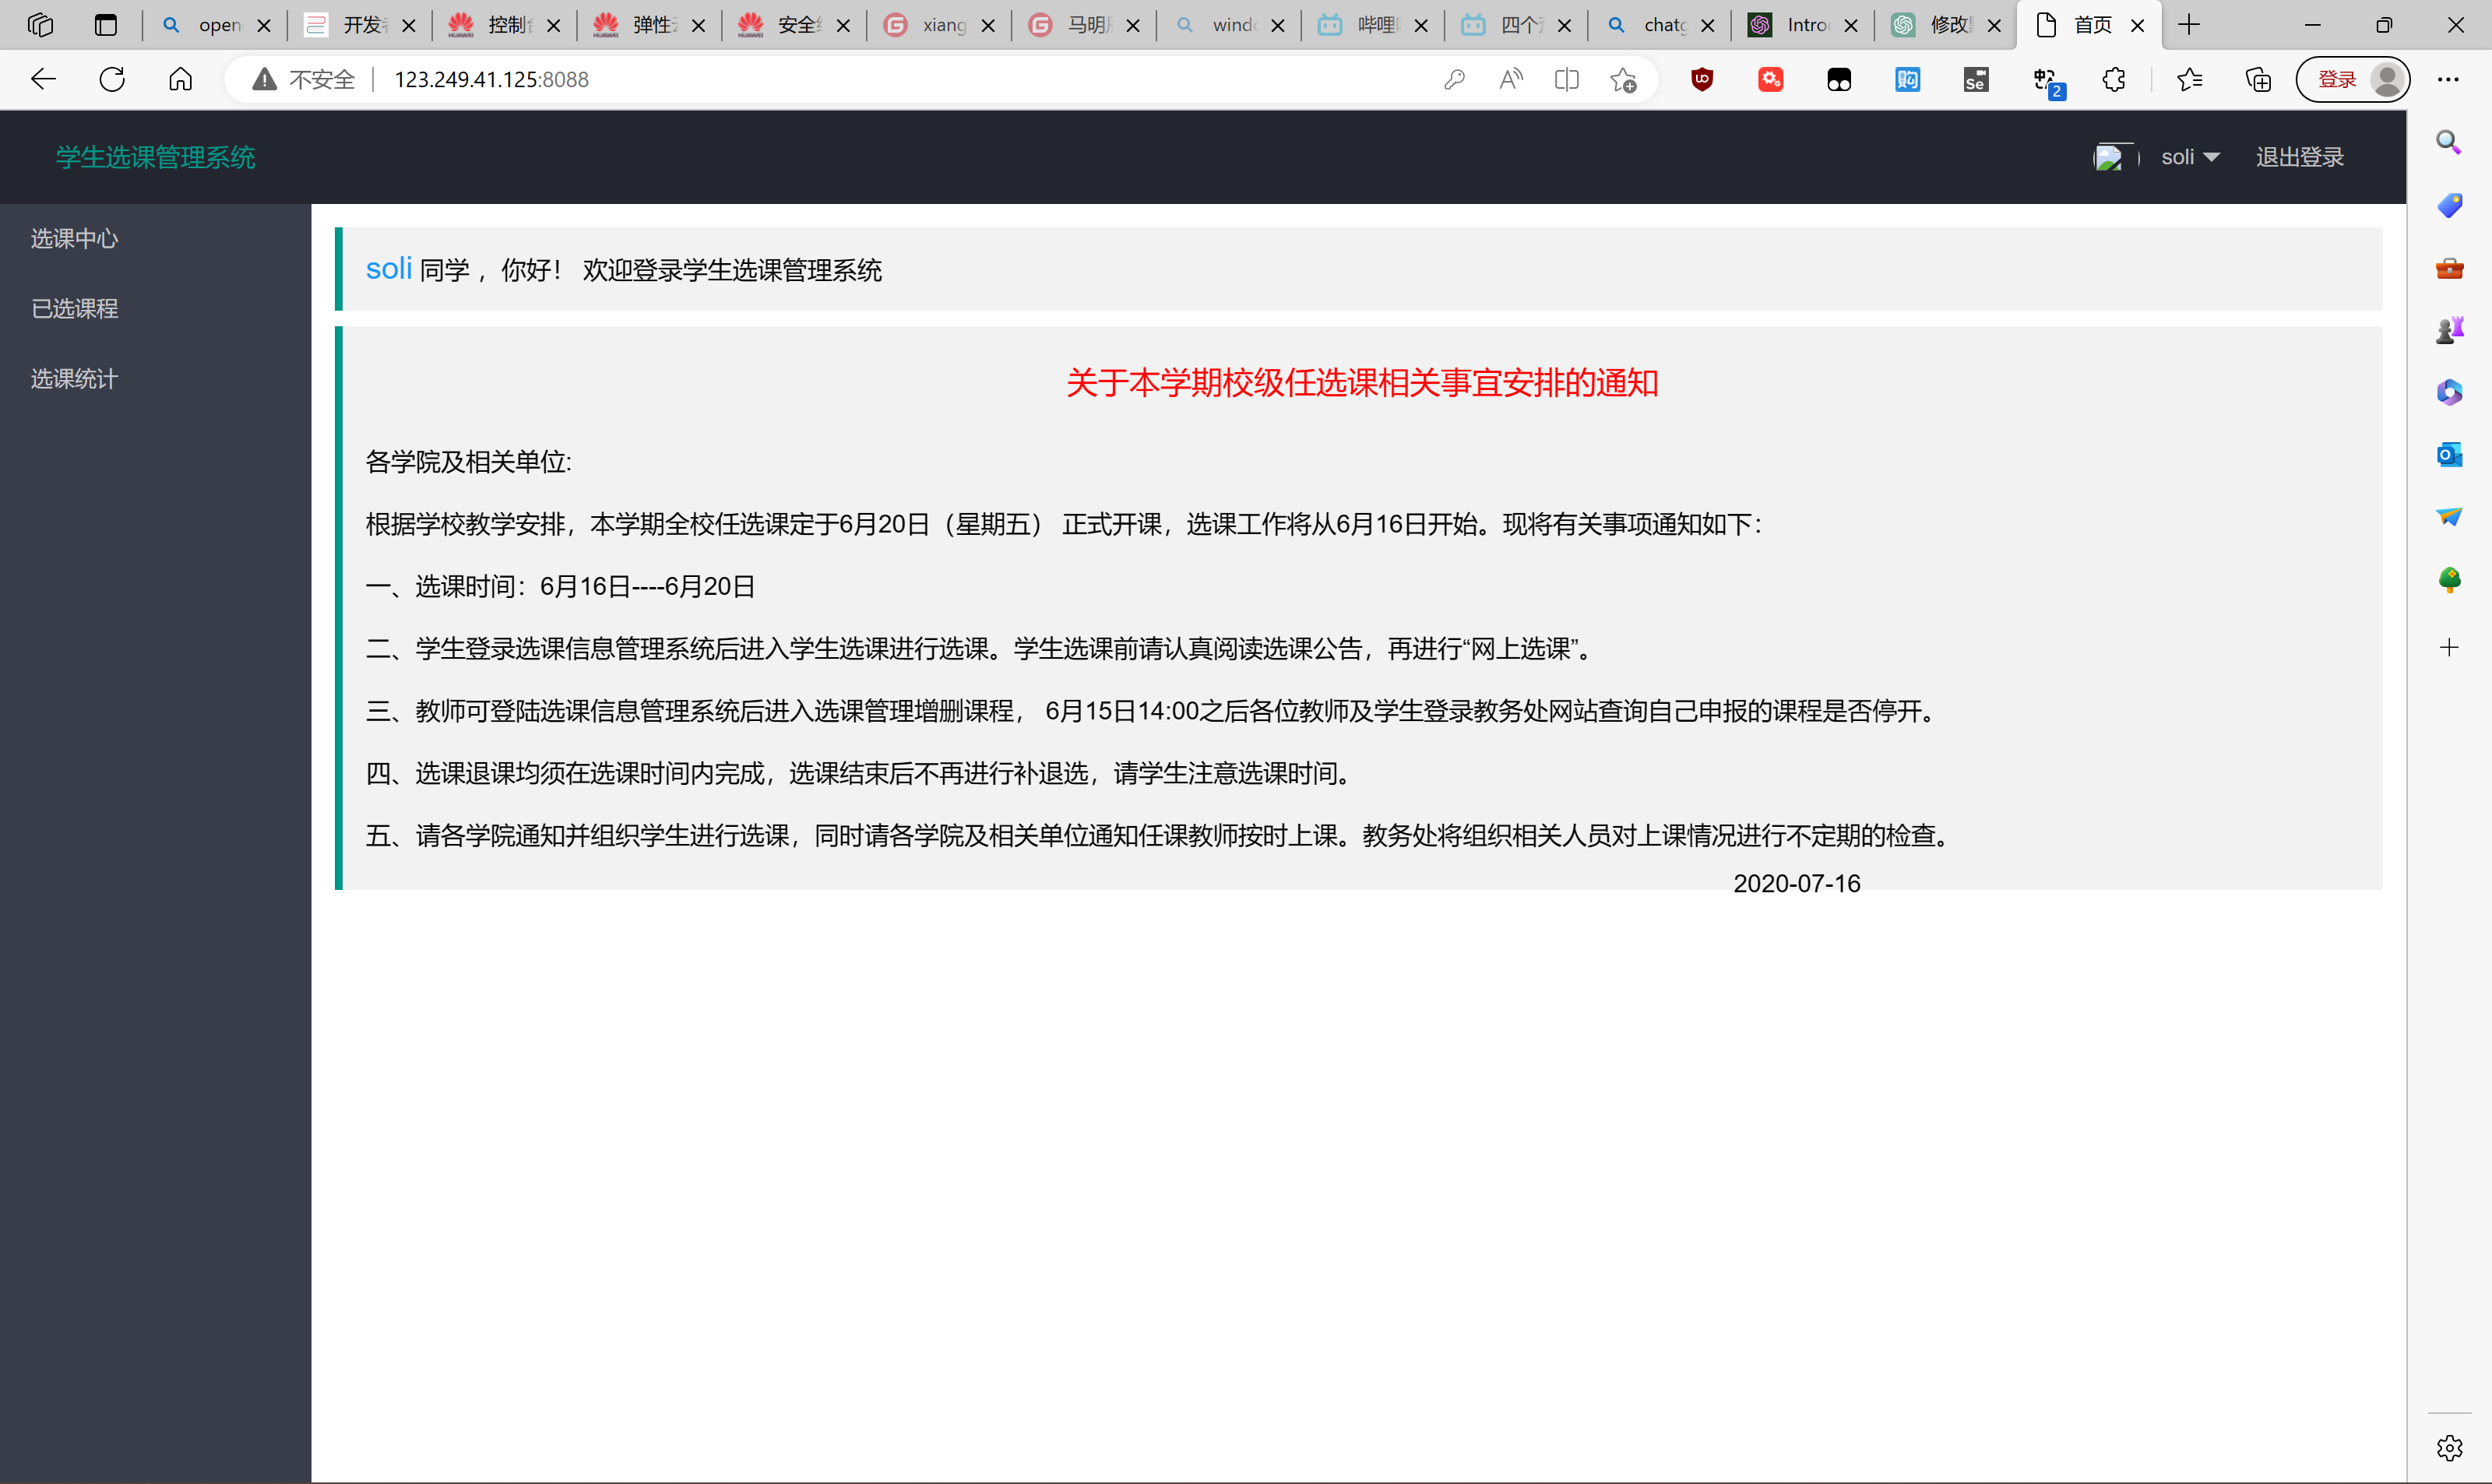 open
开发
控制
弹性
安全
xiang
马明
wind
哔哩
四个
chatg
Intro
修改
首页
不安全
123.249.41.125:8088
购
Se
2
登录
学生选课管理系统
soli
退出登录
选课中心
已选课程
选课统计
soli 同学 ，你好！ 欢迎登录学生选课管理系统
关于本学期校级任选课相关事宜安排的通知
各学院及相关单位:
根据学校教学安排，本学期全校任选课定于6月20日（星期五） 正式开课，选课工作将从6月16日开始。现将有关事项通知如下：
一、选课时间：6月16日----6月20日
二、学生登录选课信息管理系统后进入学生选课进行选课。学生选课前请认真阅读选课公告，再进行“网上选课”。
三、教师可登陆选课信息管理系统后进入选课管理增删课程， 6月15日14:00之后各位教师及学生登录教务处网站查询自己申报的课程是否停开。
四、选课退课均须在选课时间内完成，选课结束后不再进行补退选，请学生注意选课时间。
五、请各学院通知并组织学生进行选课，同时请各学院及相关单位通知任课教师按时上课。教务处将组织相关人员对上课情况进行不定期的检查。
2020-07-16